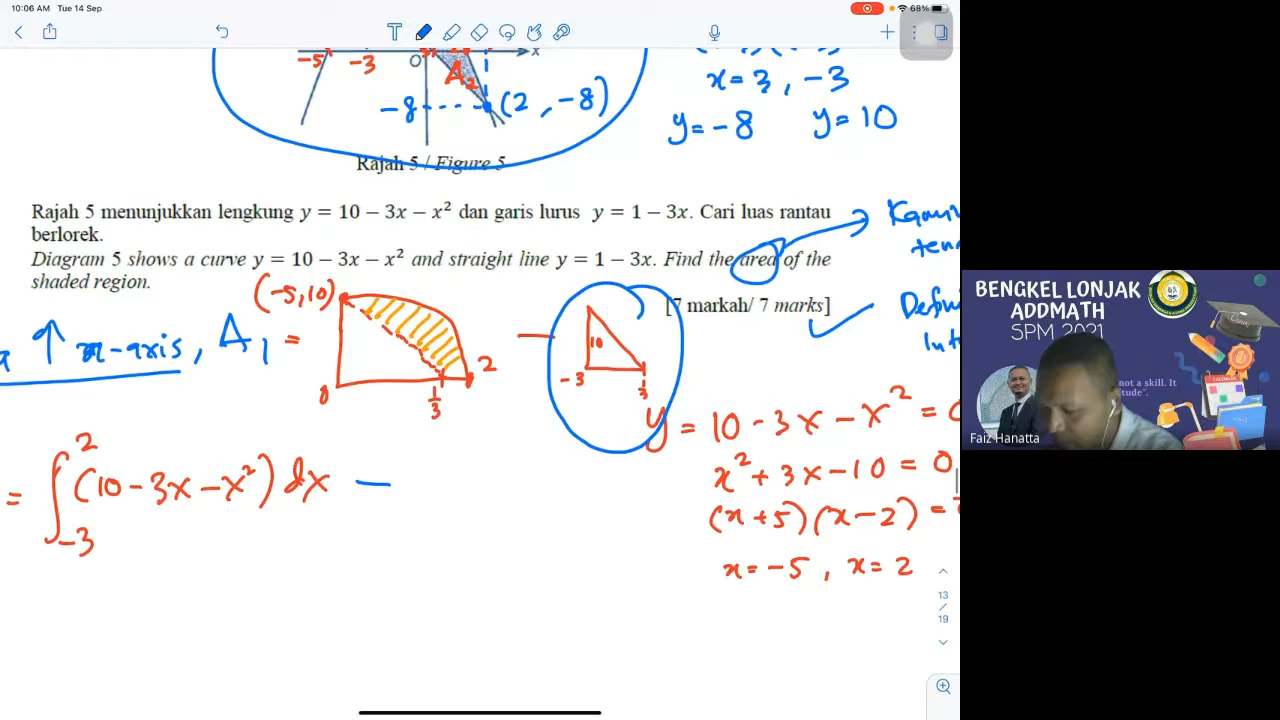 10:06 AM Tue 14 Sep
68%
T
-5
-3
O
x
A2
-8
(2, -8)
x = 3, -3
y = -8 y = 10
Rajah 5 / Figure 5
Rajah 5 menunjukkan lengkung y = 10 − 3x − x² dan garis lurus y = 1 − 3x. Cari luas rantau
berlorek.
Diagram 5 shows a curve y = 10 − 3x − x² and straight line y = 1 − 3x. Find the area of the
shaded region.
[7 markah/ 7 marks]
↑ x-axis, A1 =
(-5,10)
2
1/3
−
10
-3
1/3
= ∫ 2 -3 (10 - 3x - x²) dx −
y = 10 - 3x - x² = 0
x² + 3x - 10 = 0
(x + 5)(x - 2) =
x = -5, x = 2
13
/
19
BENGKEL LONJAK
ADDMATH
SPM 2021
not a skill. It
Faiz Hanatta